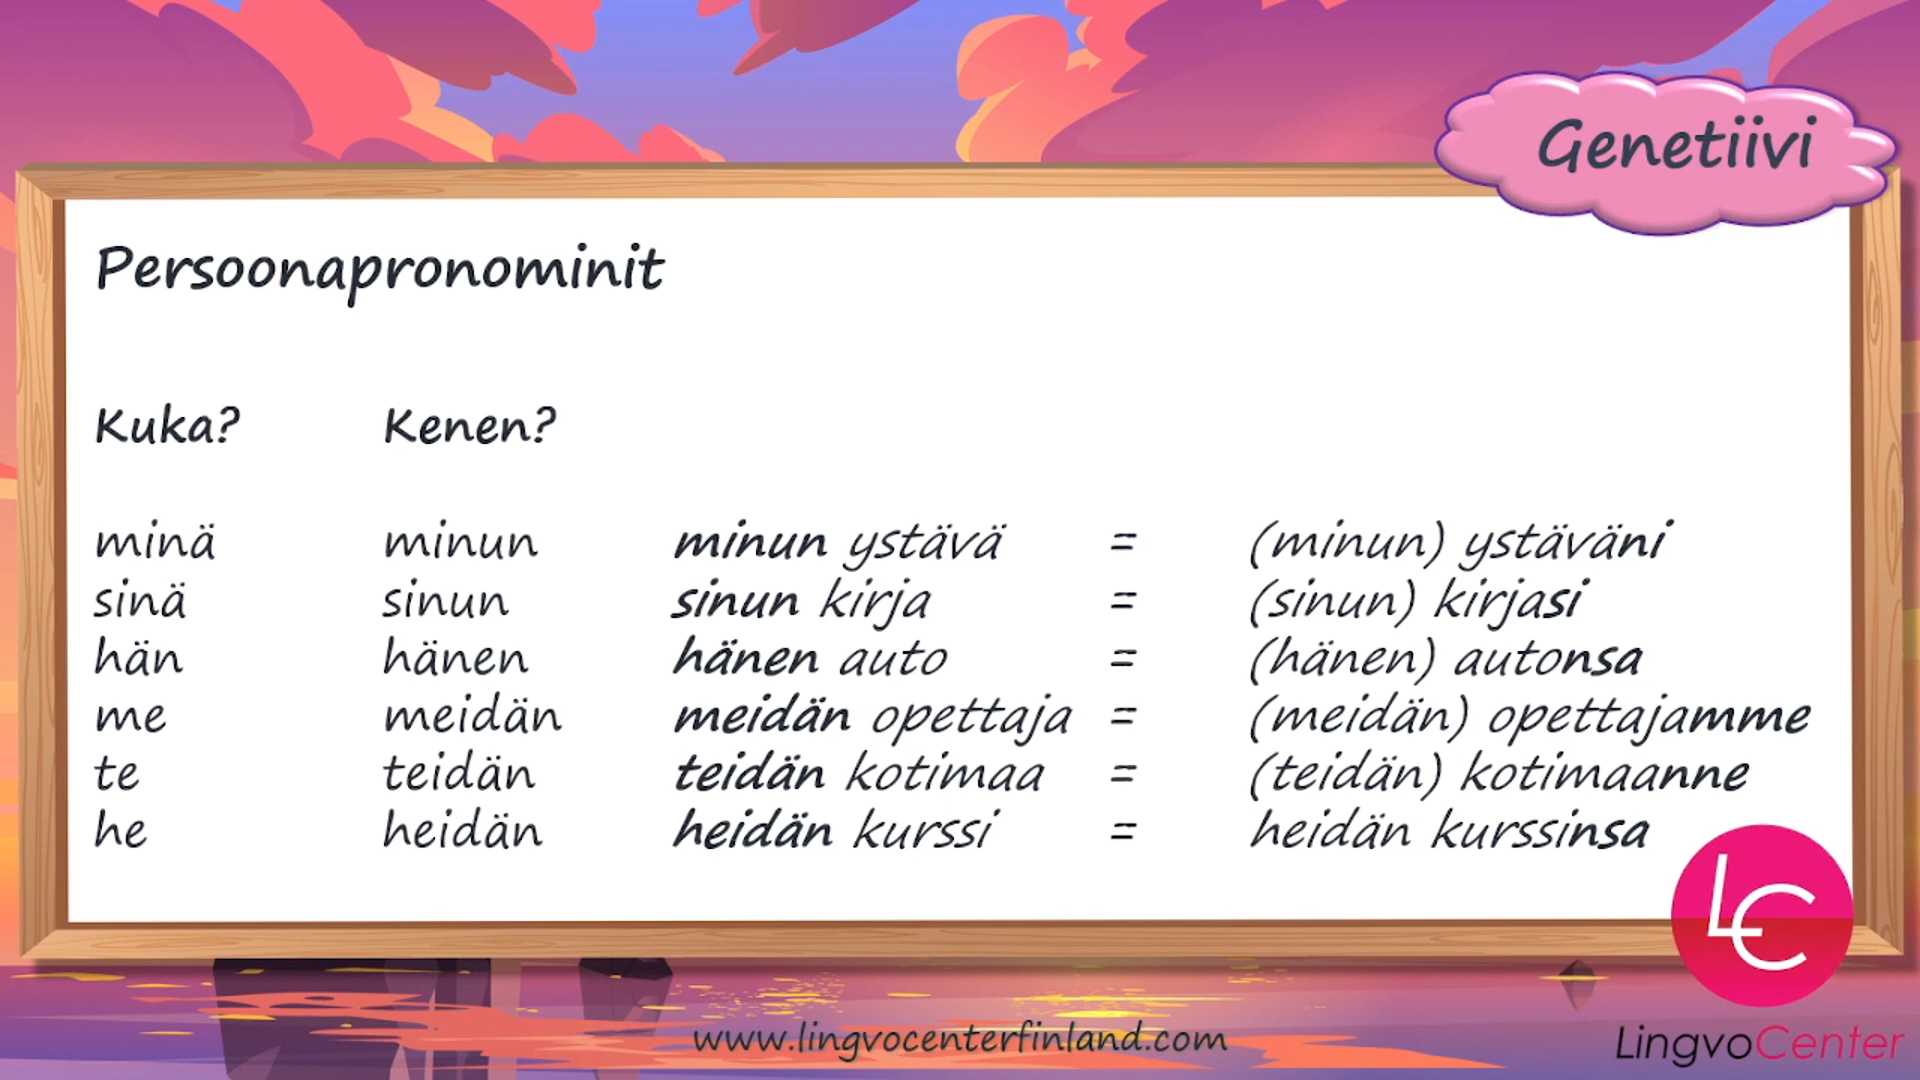 Genetiivi
Persoonapronominit
Kuka? Kenen?
minä minun minun ystävä = (minun) ystäväni
sinä sinun sinun kirja = (sinun) kirjasi
hän hänen hänen auto = (hänen) autonsa
me meidän meidän opettaja = (meidän) opettajamme
te teidän teidän kotimaa = (teidän) kotimaanne
he heidän heidän kurssi = heidän kurssinsa
LC
www.lingvocenterfinland.com
LingvoCenter